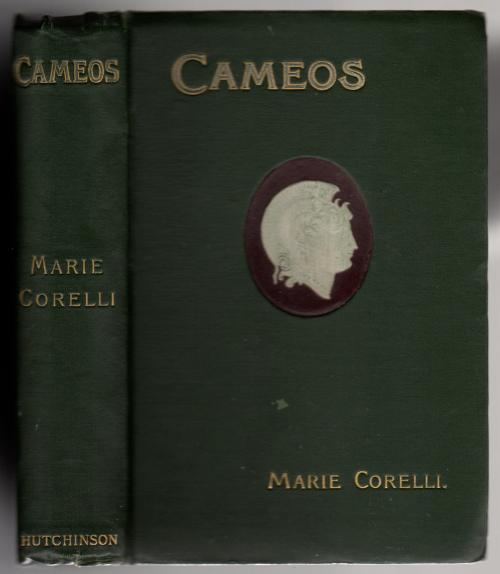 CAMEOS
MARIE
CORELLI
HUTCHINSON
CAMEOS
MARIE CORELLI.